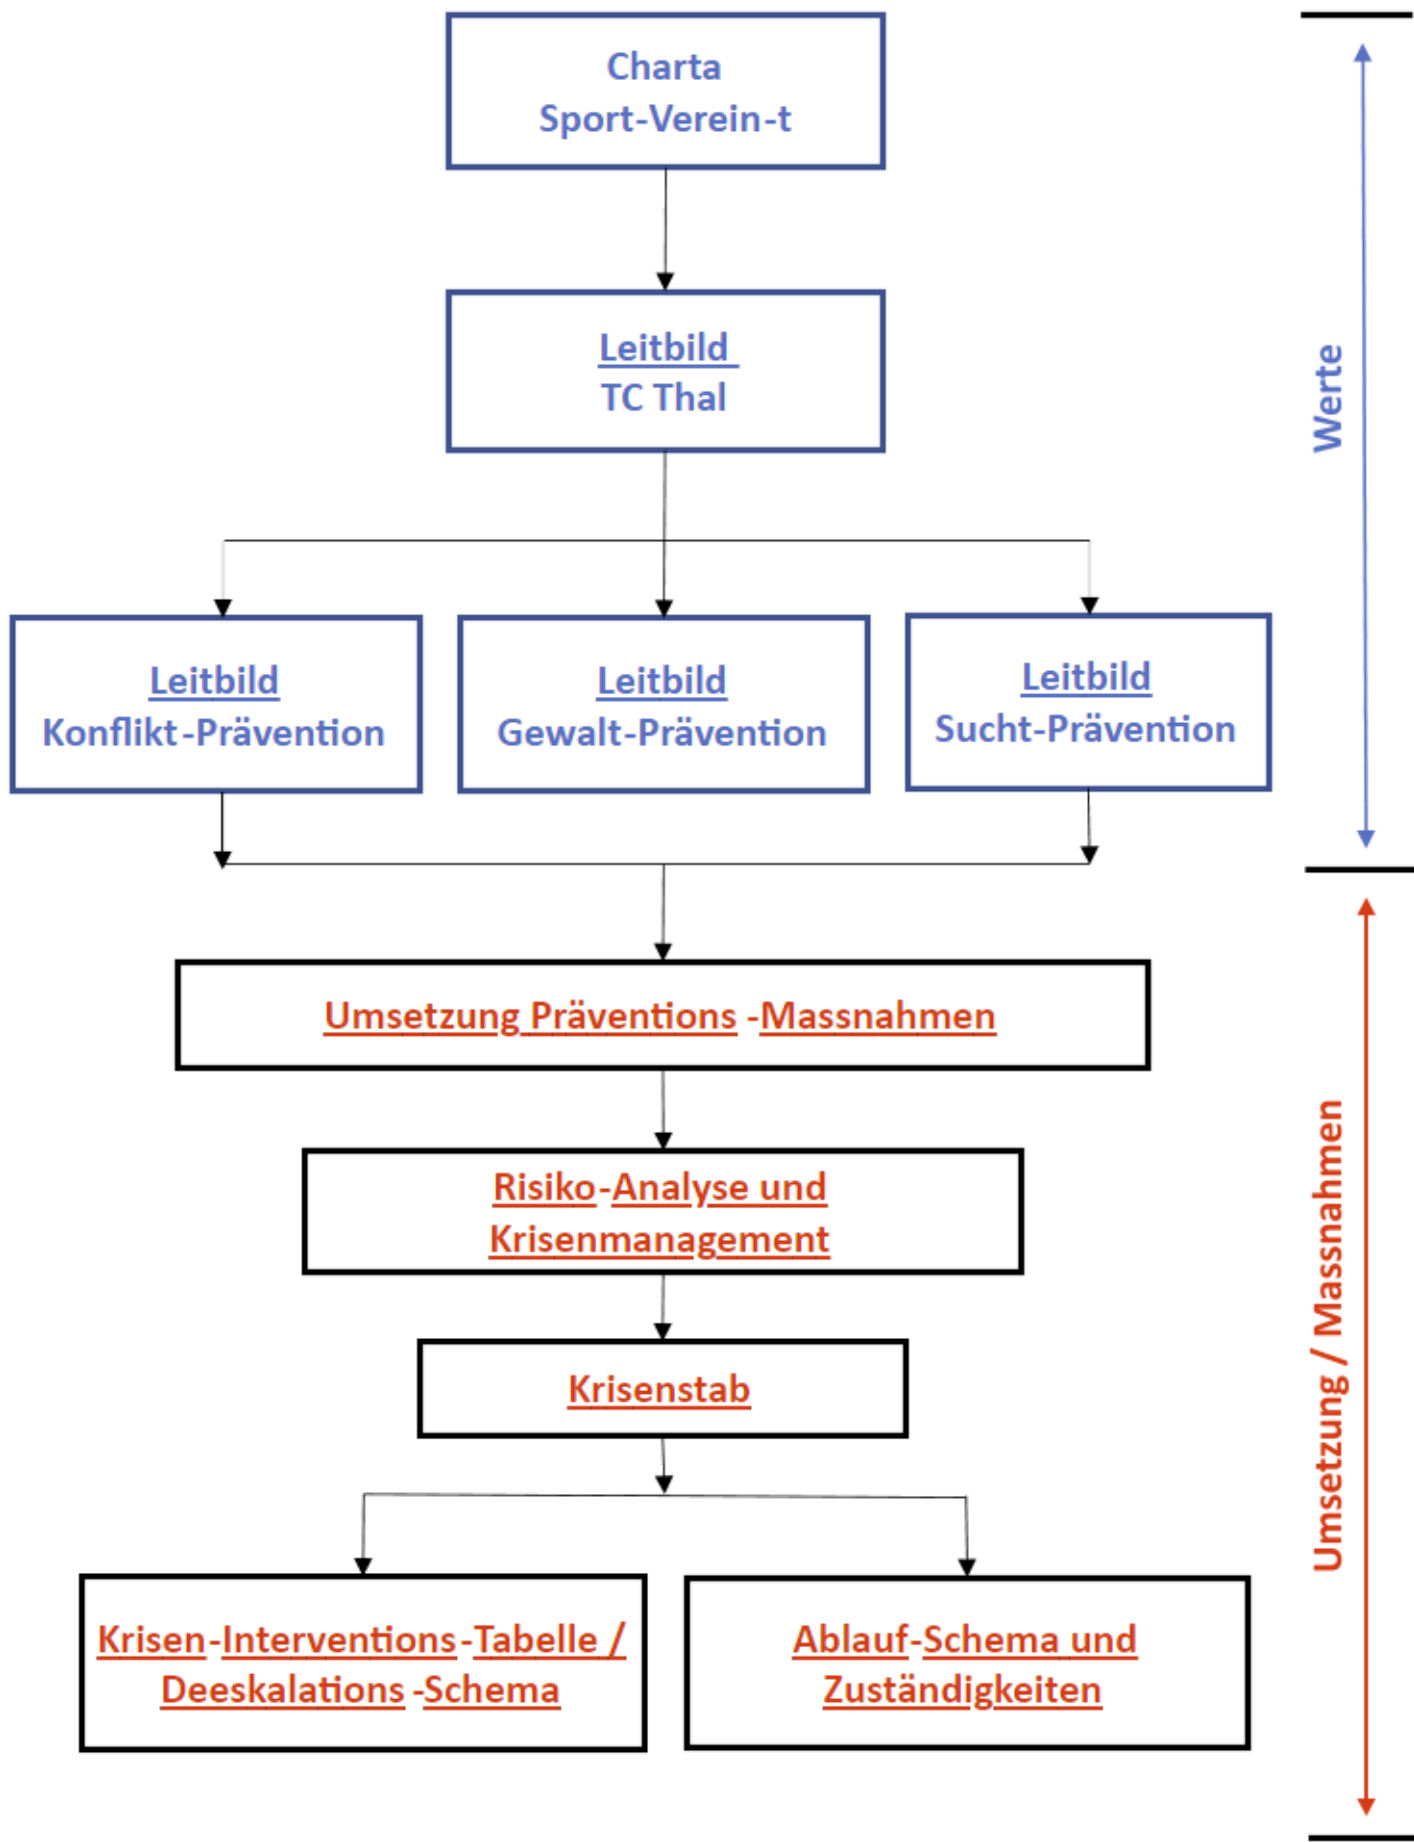 Charta
Sport-Verein-t
Leitbild
TC Thal
Werte
Leitbild
Konflikt-Prävention
Leitbild
Gewalt-Prävention
Leitbild
Sucht-Prävention
Umsetzung Präventions -Massnahmen
Risiko-Analyse und
Krisenmanagement
Krisenstab
Umsetzung / Massnahmen
Krisen-Interventions-Tabelle /
Deeskalations -Schema
Ablauf-Schema und
Zuständigkeiten